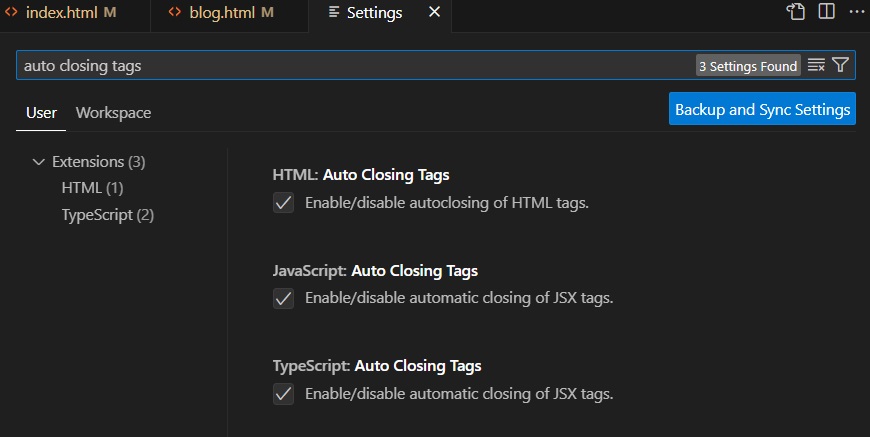 index.html M blog.html M Settings
auto closing tags 3 Settings Found
User Workspace Backup and Sync Settings
Extensions (3)
HTML (1)
TypeScript (2)
HTML: Auto Closing Tags
Enable/disable autoclosing of HTML tags.
JavaScript: Auto Closing Tags
Enable/disable automatic closing of JSX tags.
TypeScript: Auto Closing Tags
Enable/disable automatic closing of JSX tags.